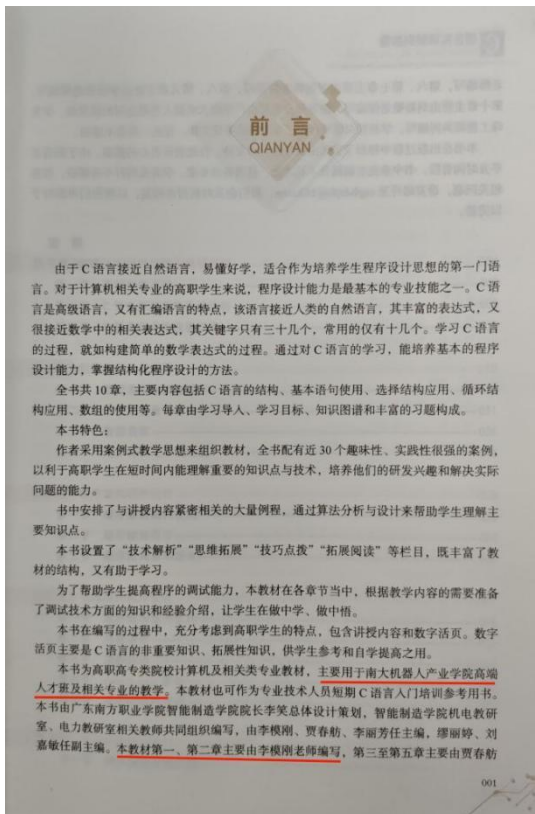 前 言
QIANYAN
由于 C 语言接近自然语言，易懂好学，适合作为培养学生程序设计思想的第一门语
言。对于计算机相关专业的高职学生来说，程序设计能力是最基本的专业技能之一。C 语
言是高级语言，又有汇编语言的特点，该语言接近人类的自然语言，其丰富的表达式，又
很接近数学中的相关表达式，其关键字只有三十几个，常用的仅有十几个。学习 C 语言
的过程，就如构建简单的数学表达式的过程。通过对 C 语言的学习，能培养基本的程序
设计能力，掌握结构化程序设计的方法。
全书共 10 章，主要内容包括 C 语言的结构、基本语句使用、选择结构应用、循环结
构应用、数组的使用等。每章由学习导入、学习目标、知识图谱和丰富的习题构成。
本书特色：
作者采用案例式教学思想来组织教材，全书配有近 30 个趣味性、实践性很强的案例，
以利于高职学生在短时间内能理解重要的知识点与技术，培养他们的研发兴趣和解决实际
问题的能力。
书中安排了与讲授内容紧密相关的大量例程，通过算法分析与设计来帮助学生理解主
要知识点。
本书设置了“技术解析”“思维拓展”“技巧点拨”“拓展阅读”等栏目，既丰富了教
材的结构，又有助于学习。
为了帮助学生提高程序的调试能力，本教材在各章节当中，根据教学内容的需要准备
了调试技术方面的知识和经验介绍，让学生在做中学、做中悟。
本书在编写的过程中，充分考虑到高职学生的特点，包含讲授内容和数字活页。数字
活页主要是 C 语言的非重要知识、拓展性知识，供学生参考和自学提高之用。
本书为高职高专类院校计算机及相关类专业教材，主要用于南大机器人产业学院高端
人才班及相关专业的教学。本教材也可作为专业技术人员短期 C 语言入门培训参考用书。
本书由广东南方职业学院智能制造学院院长李笑总体设计策划，智能制造学院机电教研
室、电力教研室相关教师共同组织编写，由李模刚、贾春舫、李丽芳任主编，缪丽婷、刘
嘉敏任副主编。本教材第一、第二章主要由李模刚老师编写，第三至第五章主要由贾春舫
001